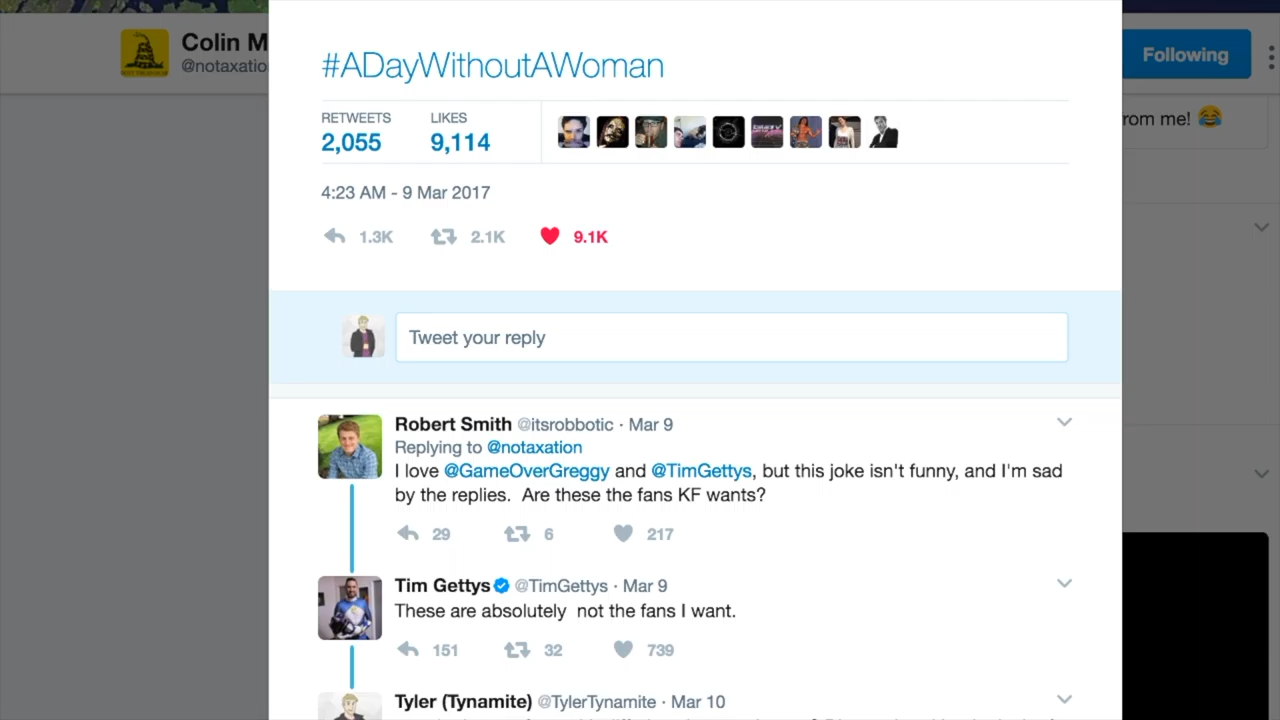 Colin M
@notaxatio
#ADayWithoutAWoman
Following
RETWEETS LIKES
2,055 9,114
rom me! 😂
4:23 AM - 9 Mar 2017
1.3K 2.1K 9.1K
Tweet your reply
Robert Smith @itsrobbotic · Mar 9
Replying to @notaxation
I love @GameOverGreggy and @TimGettys, but this joke isn't funny, and I'm sad
by the replies. Are these the fans KF wants?
29 6 217
Tim Gettys @TimGettys · Mar 9
These are absolutely not the fans I want.
151 32 739
Tyler (Tynamite) @TylerTynamite · Mar 10